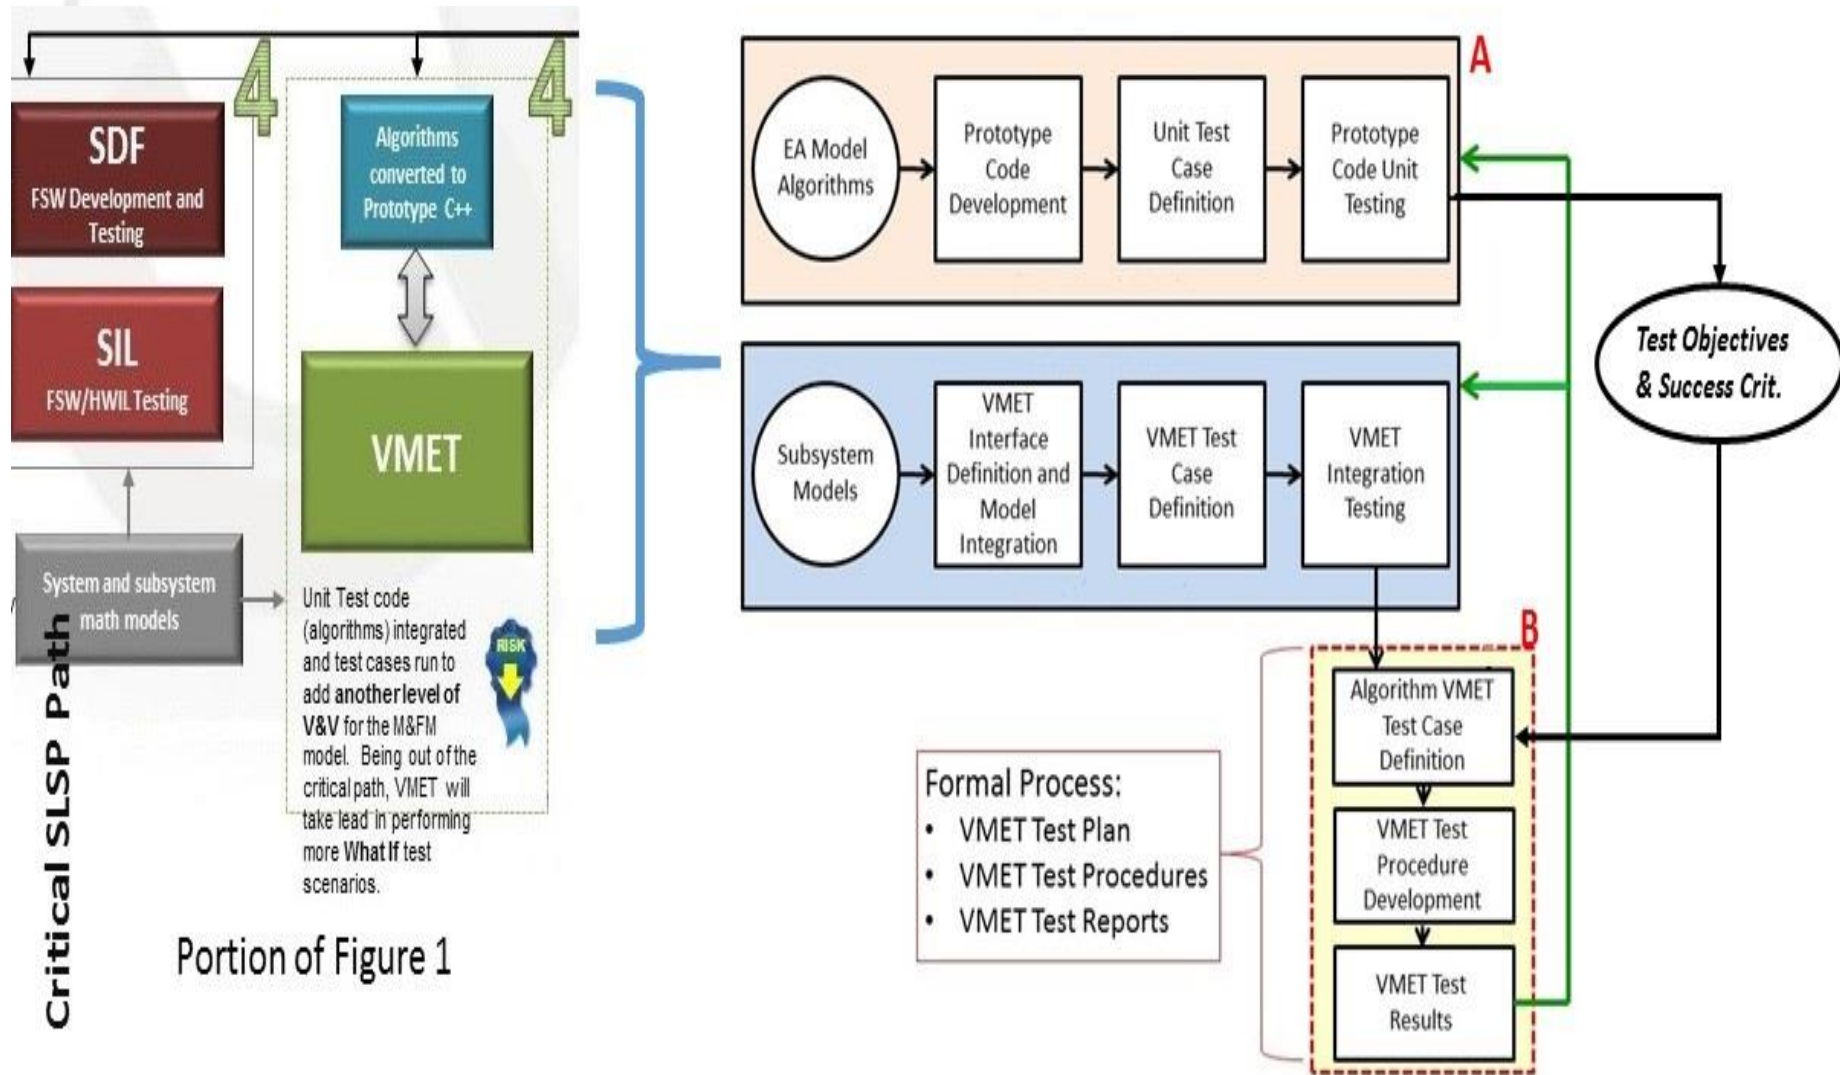 4
4
SDF
FSW Development and
Testing
SIL
FSW/HWIL Testing
System and subsystem
math models
Critical SLSP Path
Algorithms
converted to
Prototype C++
VMET
Unit Test code
(algorithms) integrated
and test cases run to
add another level of
V&V for the M&FM
model. Being out of the
critical path, VMET will
take lead in performing
more What If test
scenarios.
RISK
Portion of Figure 1
A
EA Model
Algorithms
Prototype
Code
Development
Unit Test
Case
Definition
Prototype
Code Unit
Testing
Test Objectives
& Success Crit.
Subsystem
Models
VMET
Interface
Definition and
Model
Integration
VMET Test
Case
Definition
VMET
Integration
Testing
B
Algorithm VMET
Test Case
Definition
VMET Test
Procedure
Development
VMET Test
Results
Formal Process:
• VMET Test Plan
• VMET Test Procedures
• VMET Test Reports